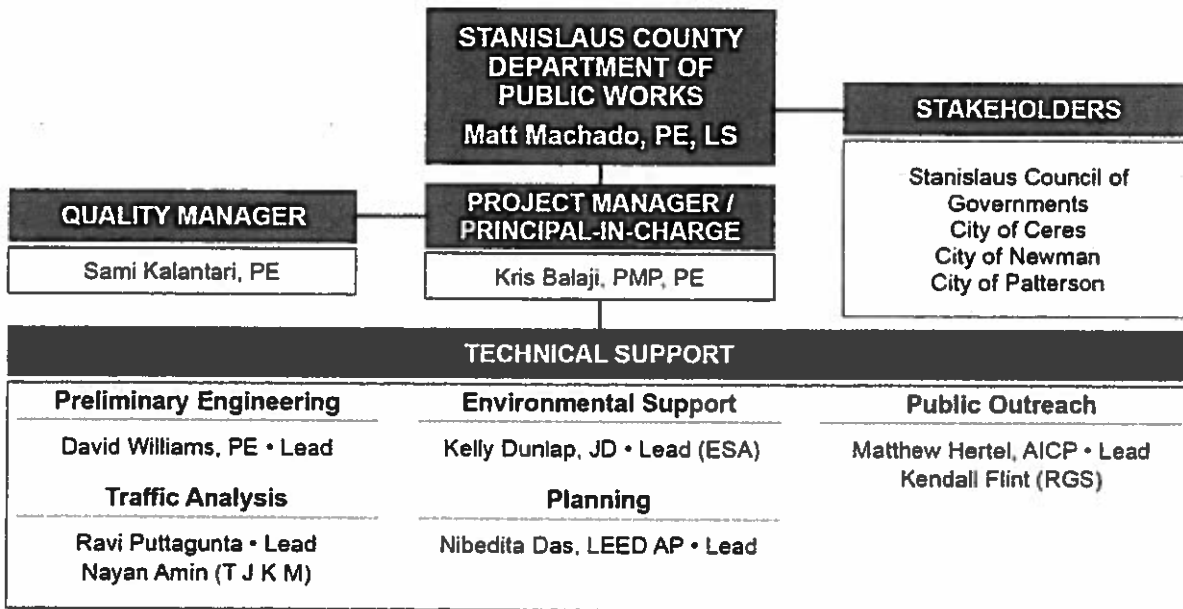 STANISLAUS COUNTY
DEPARTMENT OF
PUBLIC WORKS
Matt Machado, PE, LS
STAKEHOLDERS
Stanislaus Council of
Governments
City of Ceres
City of Newman
City of Patterson
QUALITY MANAGER
Sami Kalantari, PE
PROJECT MANAGER /
PRINCIPAL-IN-CHARGE
Kris Balaji, PMP, PE
TECHNICAL SUPPORT
Preliminary Engineering
David Williams, PE • Lead
Traffic Analysis
Ravi Puttagunta • Lead
Nayan Amin (T J K M)
Environmental Support
Kelly Dunlap, JD • Lead (ESA)
Planning
Nibedita Das, LEED AP • Lead
Public Outreach
Matthew Hertel, AICP • Lead
Kendall Flint (RGS)